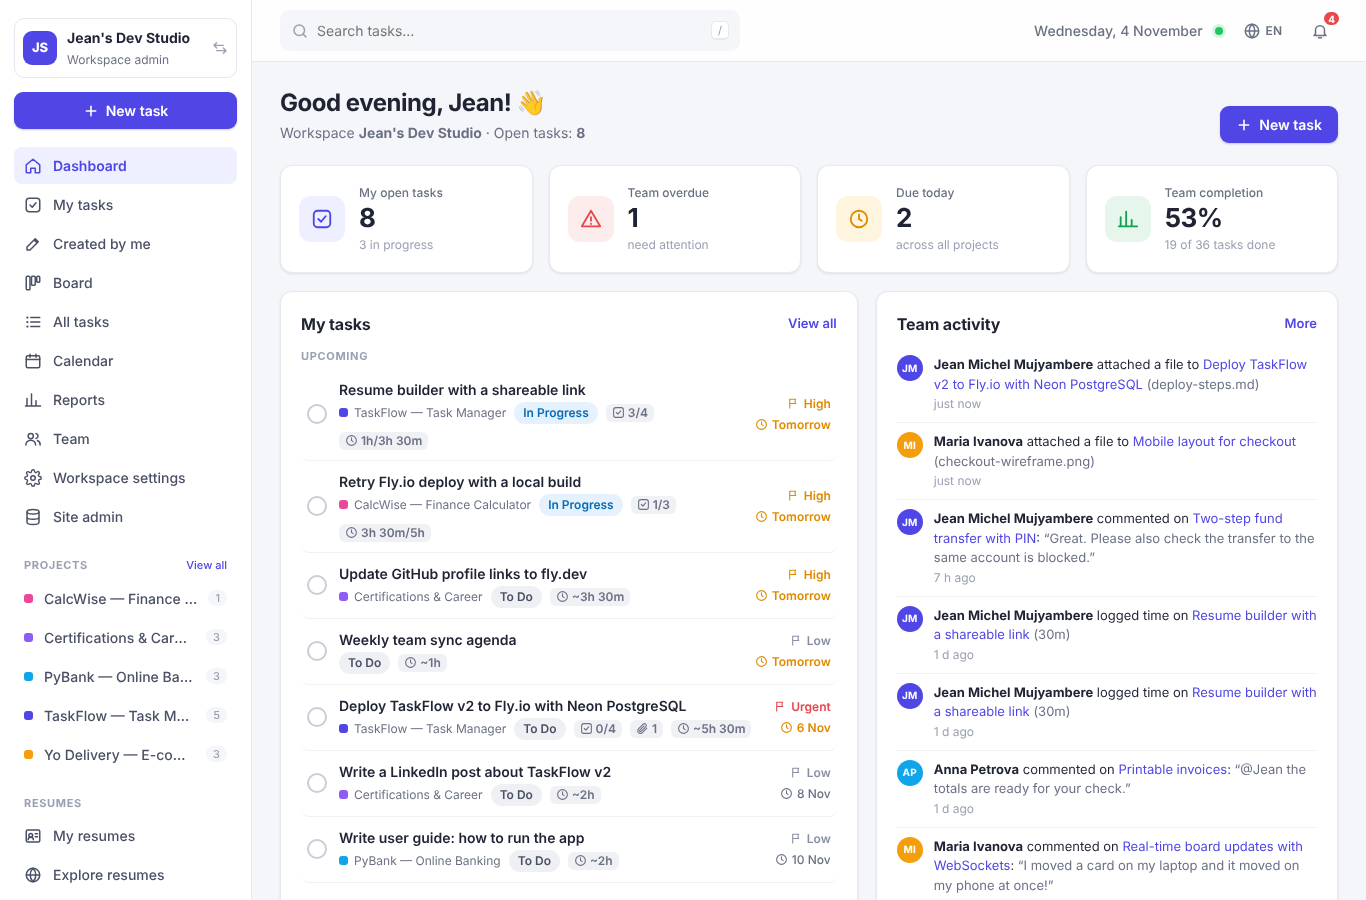 JS
Jean's Dev Studio
Workspace admin
New task
Dashboard
My tasks
Created by me
Board
All tasks
Calendar
Reports
Team
Workspace settings
Site admin
PROJECTS
View all
CalcWise — Finance ...
1
Certifications & Car...
3
PyBank — Online Ba...
3
TaskFlow — Task M...
5
Yo Delivery — E-co...
3
RESUMES
My resumes
Explore resumes
Search tasks...
/
Wednesday, 4 November
EN
4
Good evening, Jean! 👋
Workspace Jean's Dev Studio · Open tasks: 8
New task
My open tasks
8
3 in progress
Team overdue
1
need attention
Due today
2
across all projects
Team completion
53%
19 of 36 tasks done
My tasks
View all
UPCOMING
Resume builder with a shareable link
TaskFlow — Task Manager In Progress 3/4
1h/3h 30m
High
Tomorrow
Retry Fly.io deploy with a local build
CalcWise — Finance Calculator In Progress 1/3
3h 30m/5h
High
Tomorrow
Update GitHub profile links to fly.dev
Certifications & Career To Do ~3h 30m
High
Tomorrow
Weekly team sync agenda
To Do ~1h
Low
Tomorrow
Deploy TaskFlow v2 to Fly.io with Neon PostgreSQL
TaskFlow — Task Manager To Do 0/4 1 ~5h 30m
Urgent
6 Nov
Write a LinkedIn post about TaskFlow v2
Certifications & Career To Do ~2h
Low
8 Nov
Write user guide: how to run the app
PyBank — Online Banking To Do ~2h
Low
10 Nov
Team activity
More
JM
Jean Michel Mujyambere attached a file to Deploy TaskFlow
v2 to Fly.io with Neon PostgreSQL (deploy-steps.md)
just now
MI
Maria Ivanova attached a file to Mobile layout for checkout
(checkout-wireframe.png)
just now
JM
Jean Michel Mujyambere commented on Two-step fund
transfer with PIN: “Great. Please also check the transfer to the
same account is blocked.”
7 h ago
JM
Jean Michel Mujyambere logged time on Resume builder with
a shareable link (30m)
1 d ago
JM
Jean Michel Mujyambere logged time on Resume builder with
a shareable link (30m)
1 d ago
AP
Anna Petrova commented on Printable invoices: “@Jean the
totals are ready for your check.”
1 d ago
MI
Maria Ivanova commented on Real-time board updates with
WebSockets: “I moved a card on my laptop and it moved on
my phone at once!”